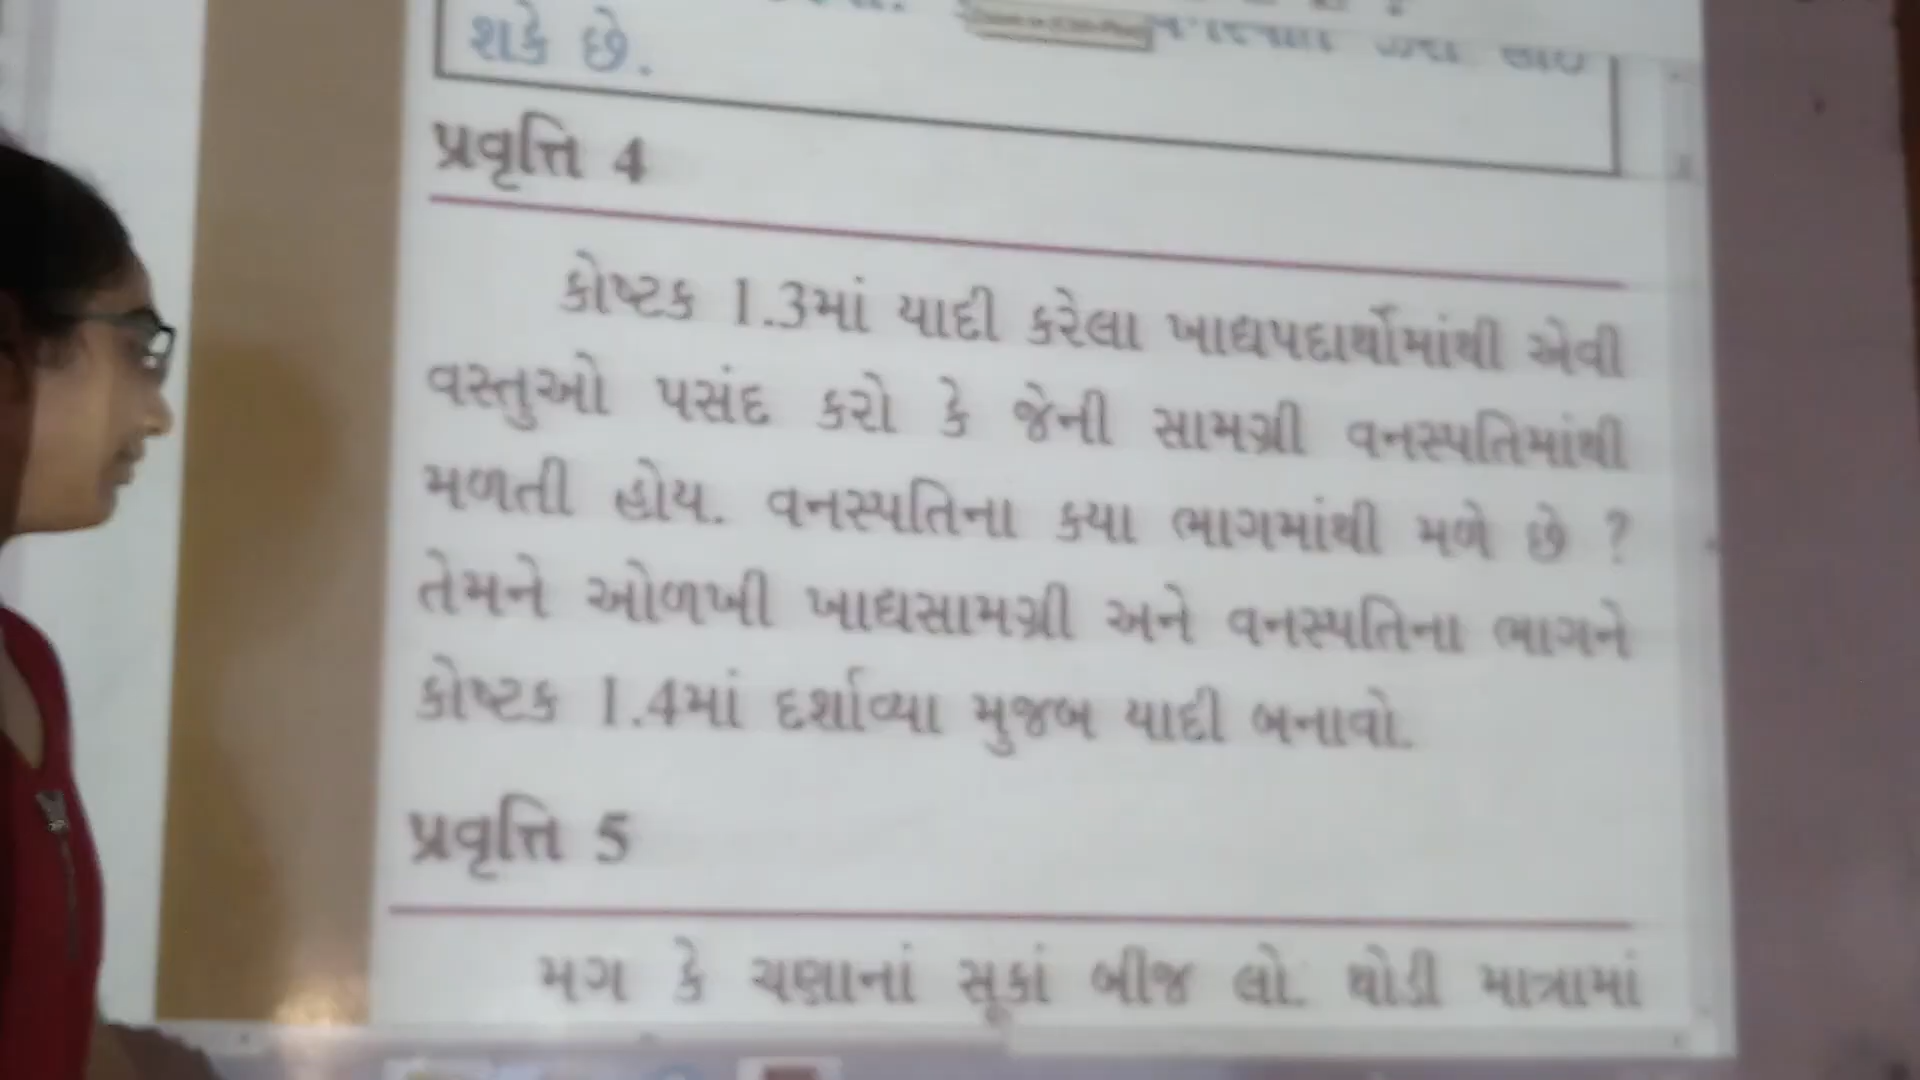 શકે છે.
પ્રવૃત્તિ 4
કોષ્ટક 1.3માં યાદી કરેલા ખાદ્યપદાર્થોમાંથી એવી
વસ્તુઓ પસંદ કરો કે જેની સામગ્રી વનસ્પતિમાંથી
મળતી હોય. વનસ્પતિના કયા ભાગમાંથી મળે છે ?
તેમને ઓળખી ખાદ્યસામગ્રી અને વનસ્પતિના ભાગને
કોષ્ટક 1.4માં દર્શાવ્યા મુજબ યાદી બનાવો.
પ્રવૃત્તિ 5
મગ કે ચણાનાં સૂકાં બીજ લો. થોડી માત્રામાં